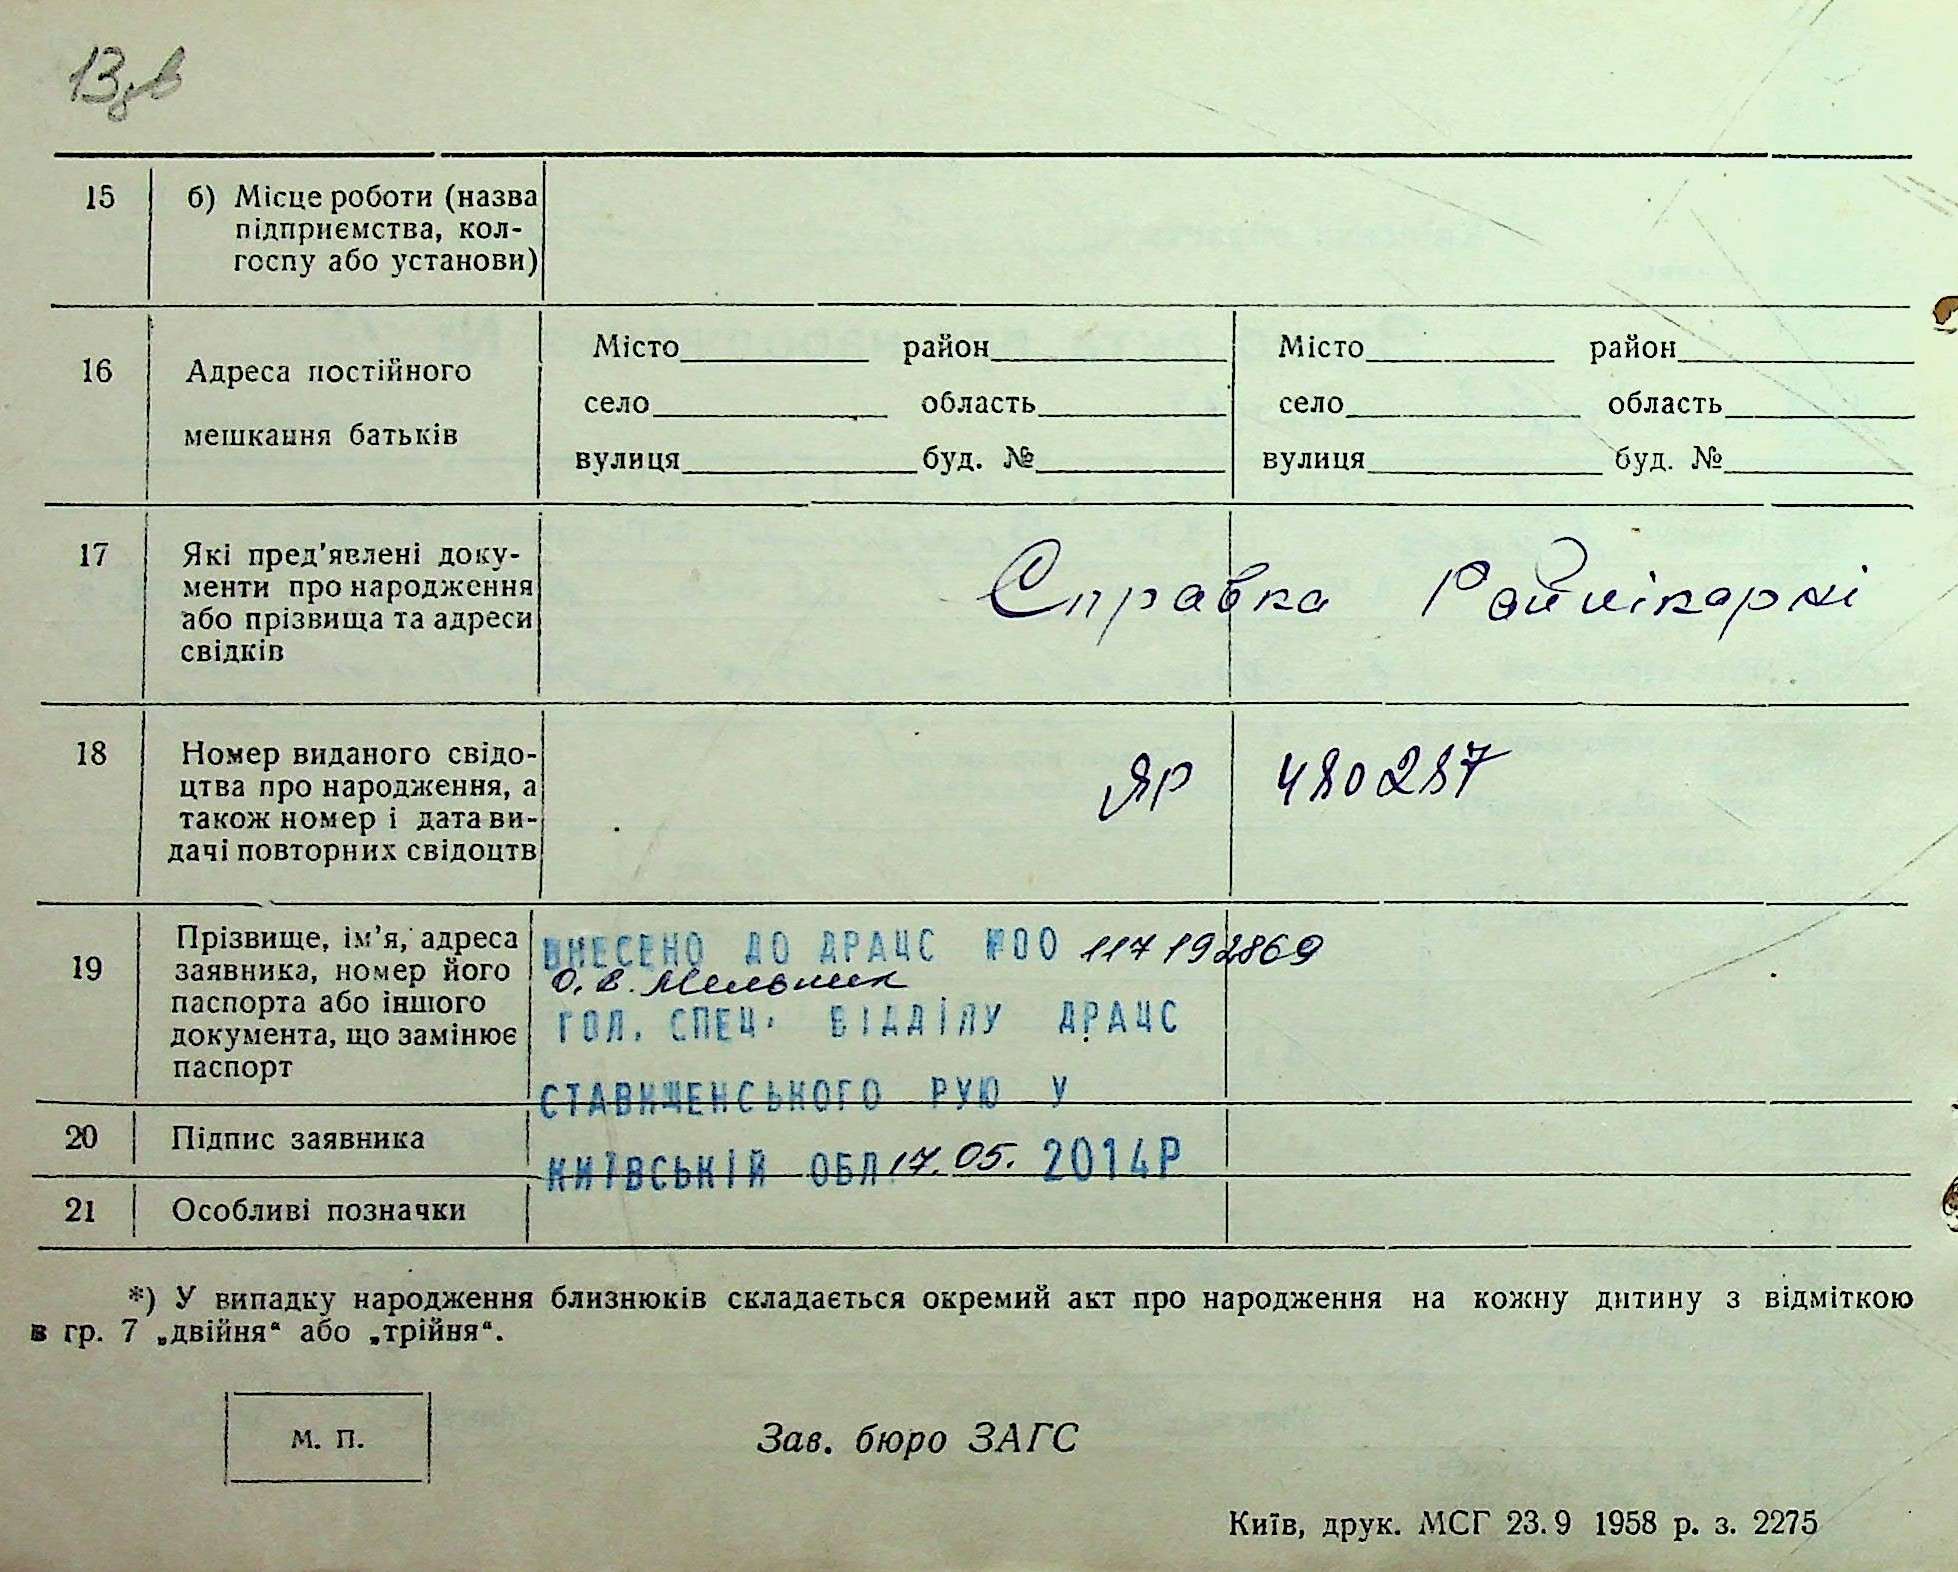 13зв
15 б) Місце роботи (назва
підприємства, кол-
госпу або установи)
16 Адреса постійного
мешкання батьків
Місто район Місто район
село область село область
вулиця буд. № вулиця буд. №
17 Які пред'явлені доку-
менти про народження
або прізвища та адреси
свідків
Справка Райлікарні
18 Номер виданого свідо-
цтва про народження, а
також номер і дата ви-
дачі повторних свідоцтв
ЯР 480287
19 Прізвище, ім'я, адреса
заявника, номер його
паспорта або іншого
документа, що замінює
паспорт
ВНЕСЕНО ДО ДРАЦС №00 117192869
О. В. Мельник
ГОЛ. СПЕЦ. ВІДДІЛУ ДРАЦС
СТАВИЩЕНСЬКОГО РУЮ У
20 Підпис заявника
КИЇВСЬКІЙ ОБЛ 17.05. 2014Р
21 Особливі позначки
*) У випадку народження близнюків складається окремий акт про народження на кожну дитину з відміткою
в гр. 7 „двійня“ або „трійня“.
М. П.
Зав. бюро ЗАГС
Київ, друк. МСГ 23.9 1958 р. з. 2275